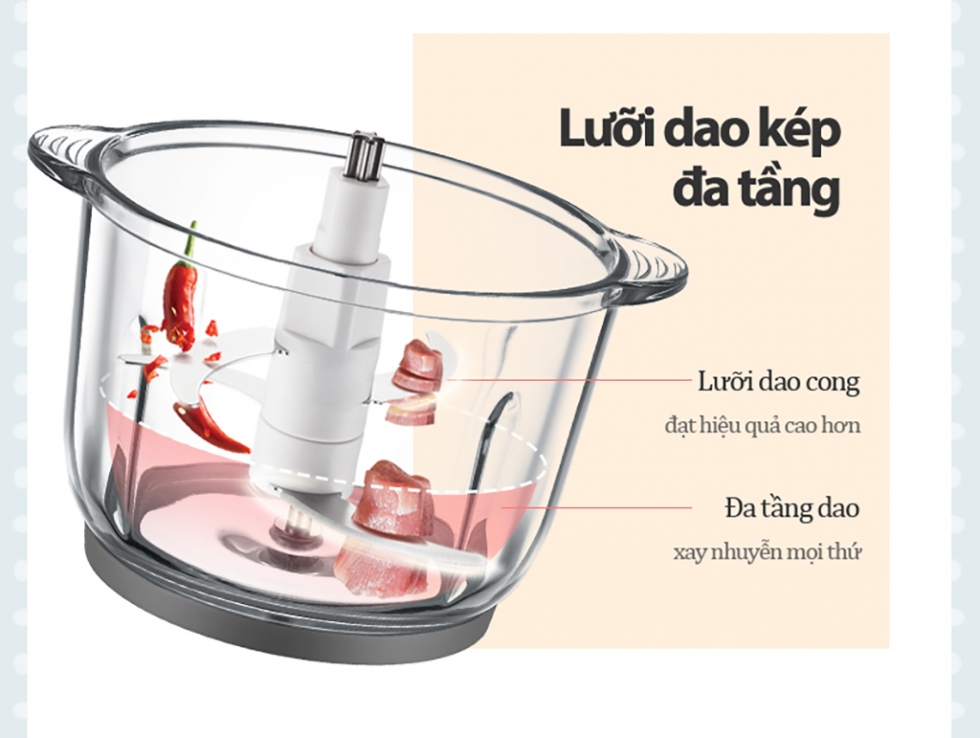 Lưỡi dao kép
đa tầng
Lưỡi dao cong
đạt hiệu quả cao hơn
Đa tầng dao
xay nhuyễn mọi thứ